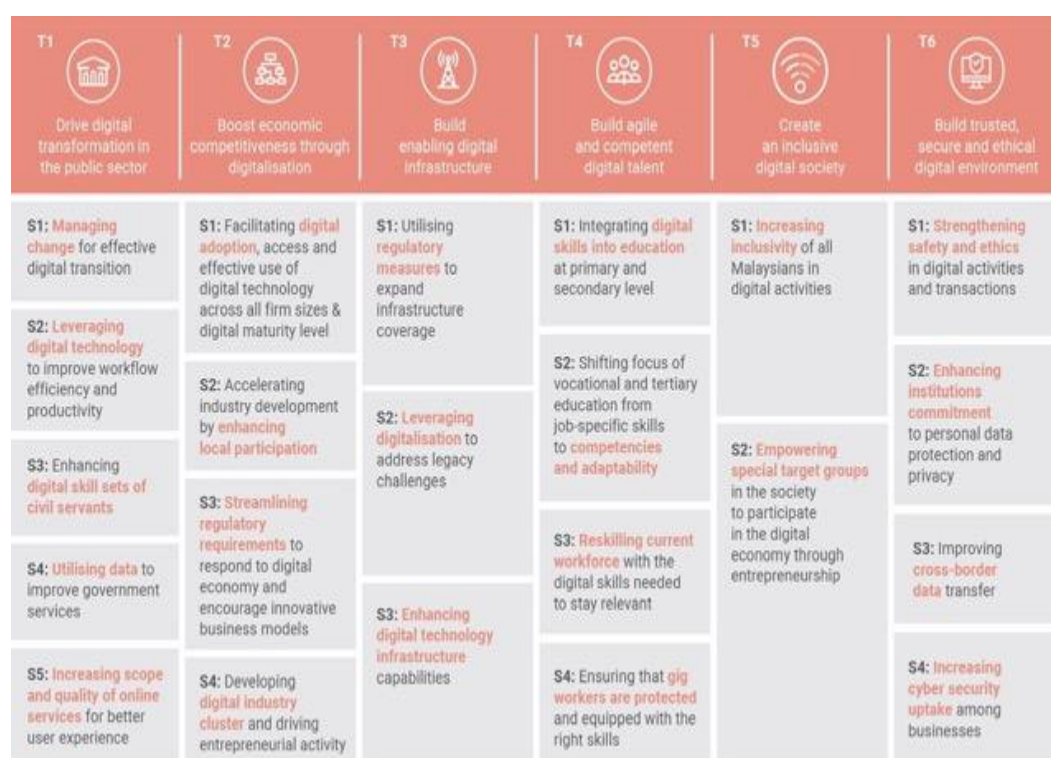 T1
Drive digital
transformation in
the public sector
S1: Managing
change for effective
digital transition
S2: Leveraging
digital technology
to improve workflow
efficiency and
productivity
S3: Enhancing
digital skill sets of
civil servants
S4: Utilising data to
improve government
services
S5: Increasing scope
and quality of online
services for better
user experience
T2
Boost economic
competitiveness through
digitalisation
S1: Facilitating digital
adoption, access and
effective use of
digital technology
across all firm sizes &
digital maturity level
S2: Accelerating
industry development
by enhancing
local participation
S3: Streamlining
regulatory
requirements to
respond to digital
economy and
encourage innovative
business models
S4: Developing
digital industry
cluster and driving
entrepreneurial activity
T3
Build
enabling digital
infrastructure
S1: Utilising
regulatory
measures to
expand
infrastructure
coverage
S2: Leveraging
digitalisation to
address legacy
challenges
S3: Enhancing
digital technology
infrastructure
capabilities
T4
Build agile
and competent
digital talent
S1: Integrating digital
skills into education
at primary and
secondary level
S2: Shifting focus of
vocational and tertiary
education from
job-specific skills
to competencies
and adaptability
S3: Reskilling current
workforce with the
digital skills needed
to stay relevant
S4: Ensuring that gig
workers are protected
and equipped with the
right skills
T5
Create
an inclusive
digital society
S1: Increasing
inclusivity of all
Malaysians in
digital activities
S2: Empowering
special target groups
in the society
to participate
in the digital
economy through
entrepreneurship
T6
Build trusted,
secure and ethical
digital environment
S1: Strengthening
safety and ethics
in digital activities
and transactions
S2: Enhancing
institutions
commitment
to personal data
protection and
privacy
S3: Improving
cross-border
data transfer
S4: Increasing
cyber security
uptake among
businesses